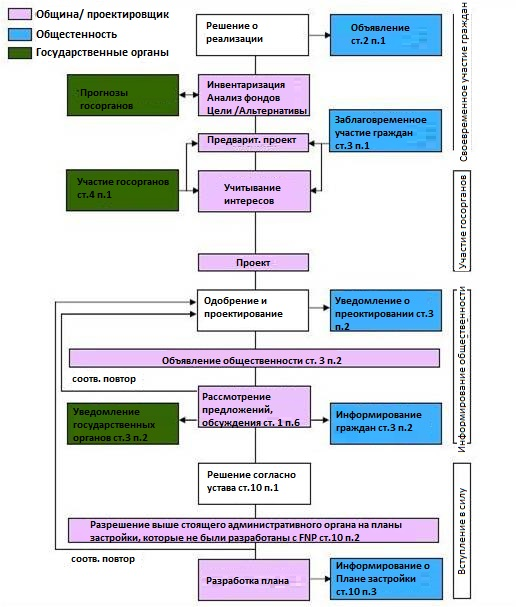 Община/ проектировщик
Общестенность
Государственные органы
Решение о
реализации
Объявление
ст.2 п.1
Прогнозы
госорганов
Инвентаризация
Анализ фондов
Цели /Альтернативы
Заблаговременное
участие граждан
ст.3 п.1
Предварит. проект
Участие госорганов
ст.4 п.1
Учитывание
интересов
Своевременное участие граждан
Участие госорганов
Проект
Одобрение и
проектирование
Уведомление о
преоктировании ст.3
п.2
Объявление общественности ст. 3 п.2
соотв. повтор
Рассмотрение
предложений,
обсуждения ст. 1 п.6
Уведомление
государственных
органов ст.3 п.2
Информирование
граждан ст.3 п.2
Информирование общественности
Решение согласно
устава ст.10 п.1
Разрешение выше стоящего административного органа на планы
застройки, которые не были разработаны с FNP ст.10 п.2
соотв. повтор
Разработка плана
Информирование о
Плане застройки
ст.10 п.3
Вступление в силу